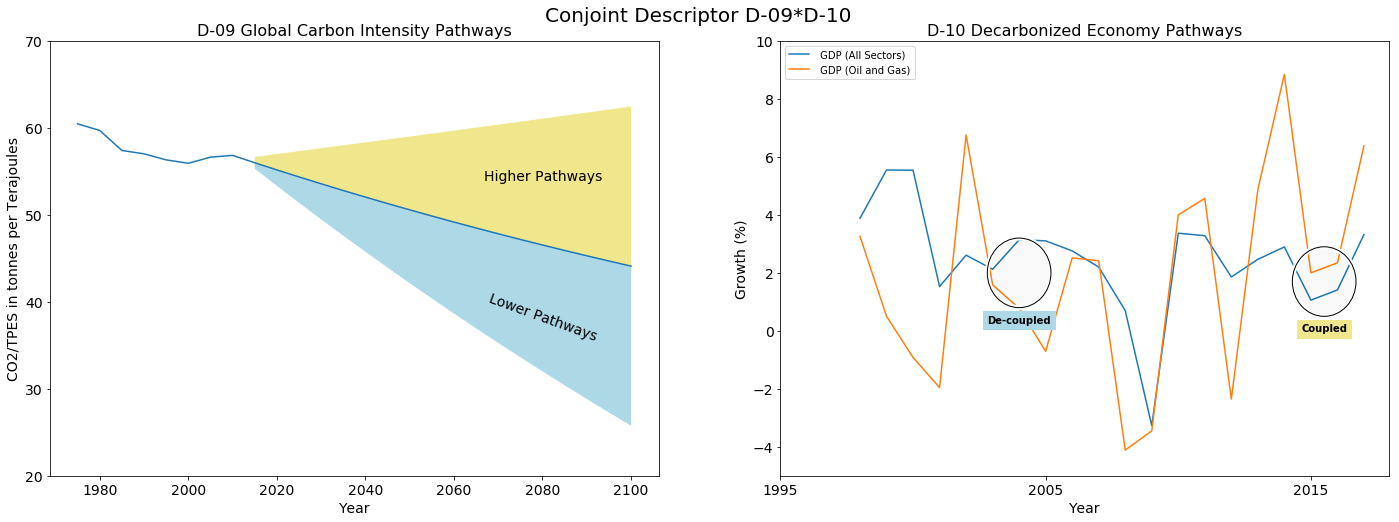 Conjoint Descriptor D-09*D-10
D-09 Global Carbon Intensity Pathways
CO2/TPES in tonnes per Terajoules
70
60
50
40
30
20
Higher Pathways
Lower Pathways
1980
2000
2020
2040
2060
2080
2100
Year
D-10 Decarbonized Economy Pathways
Growth (%)
10
8
6
4
2
0
−2
−4
GDP (All Sectors)
GDP (Oil and Gas)
De-coupled
Coupled
1995
2005
2015
Year